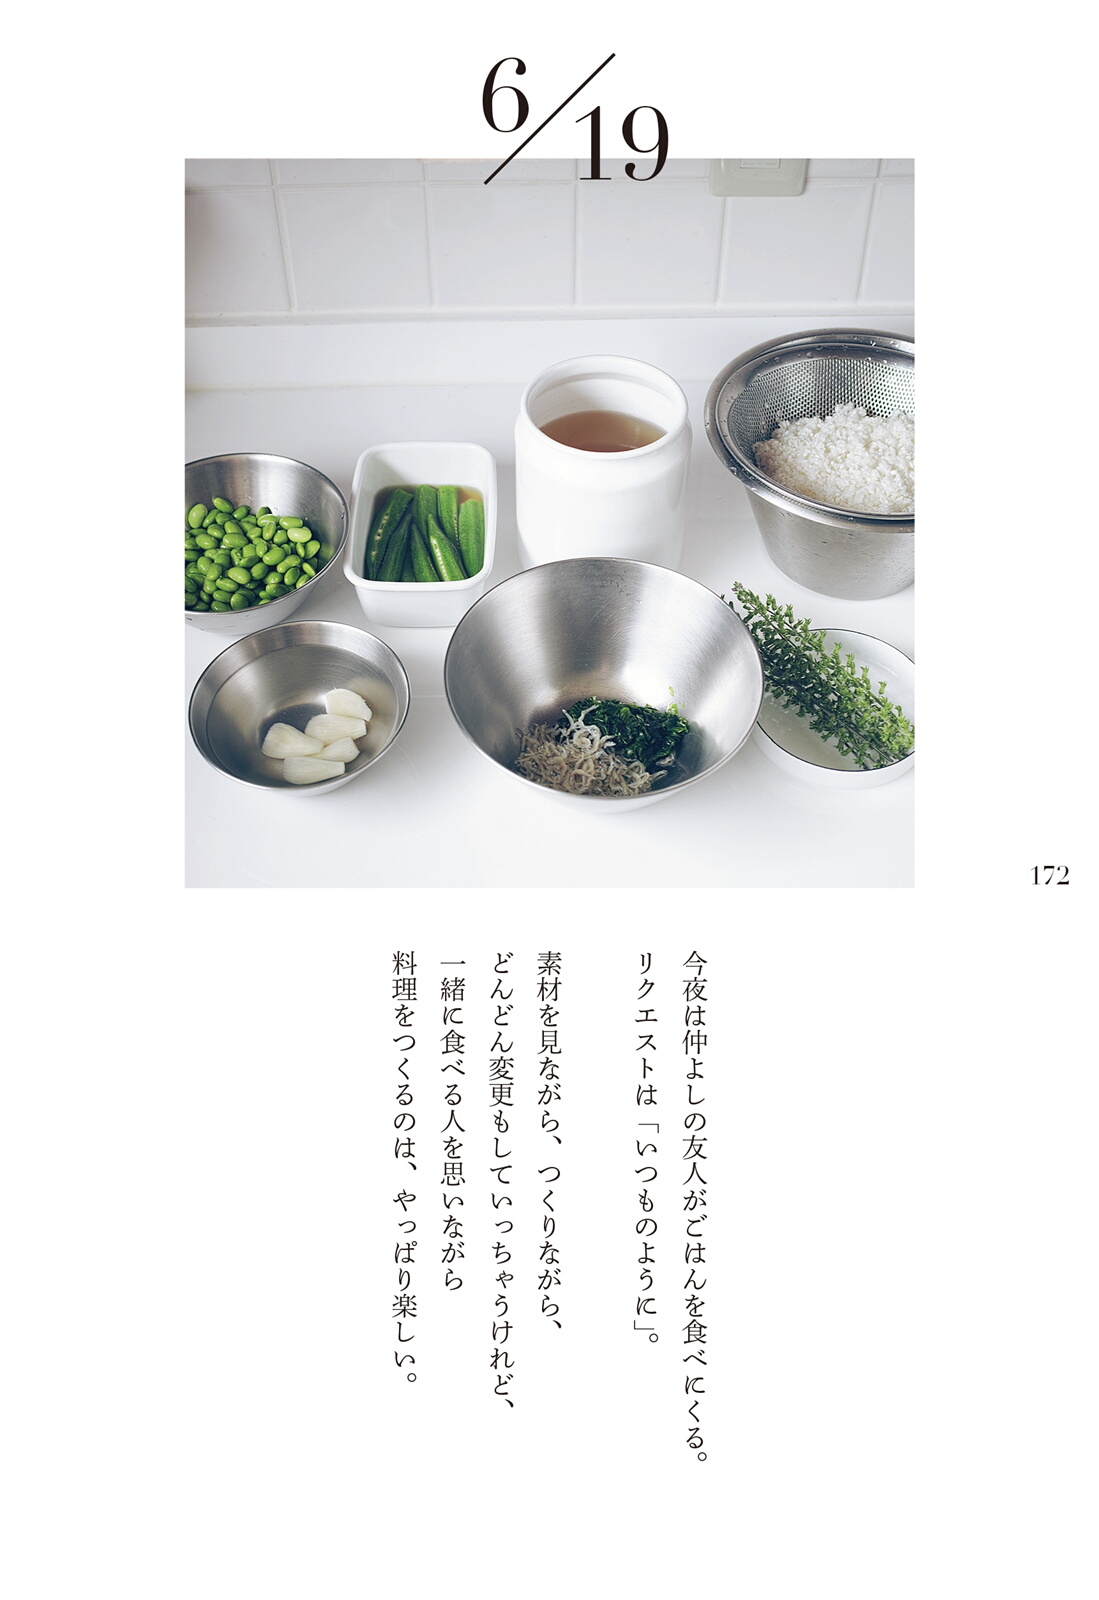 6/19
172
今夜は仲よしの友人がごはんを食べにくる。
リクエストは「いつものように」。
素材を見ながら、つくりながら、
どんどん変更もしていっちゃうけれど、
一緒に食べる人を思いながら
料理をつくるのは、やっぱり楽しい。